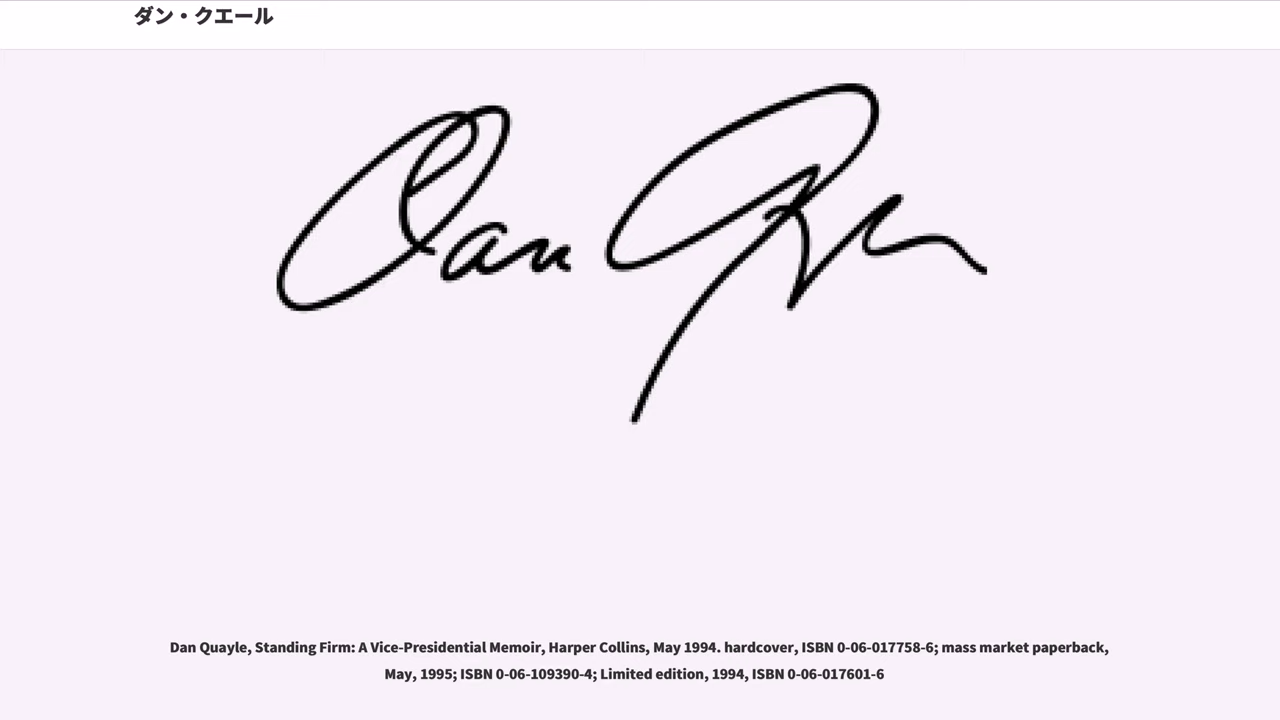 ダン・クエール
Dan Quayle
Dan Quayle, Standing Firm: A Vice-Presidential Memoir, Harper Collins, May 1994. hardcover, ISBN 0-06-017758-6; mass market paperback,
May, 1995; ISBN 0-06-109390-4; Limited edition, 1994, ISBN 0-06-017601-6